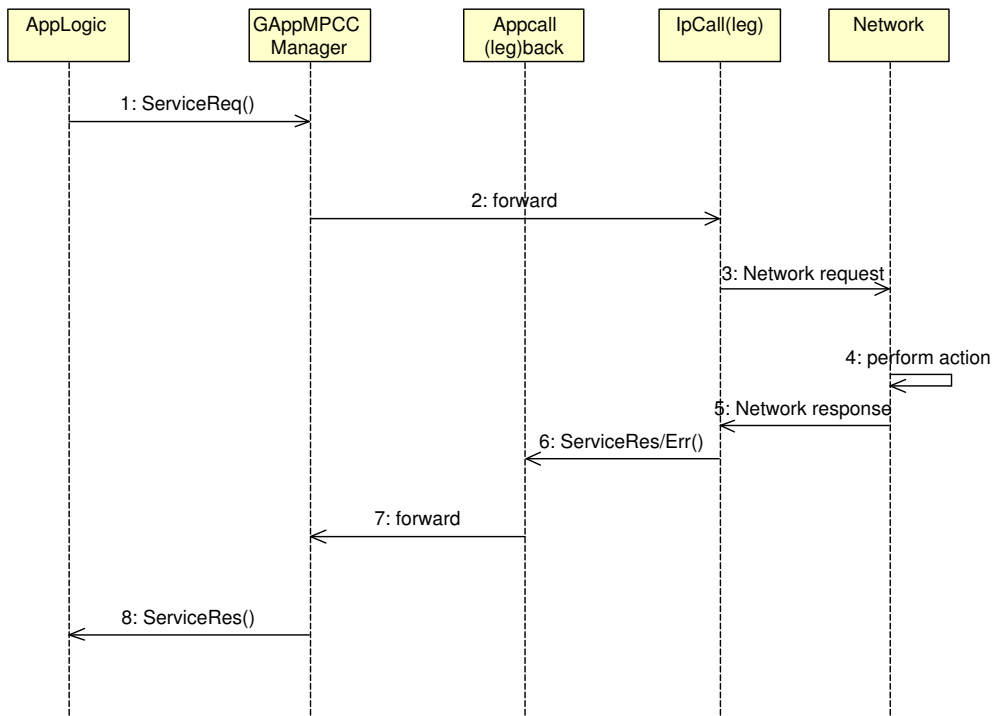 AppLogic
GAppMPCC
Manager
Appcall
(leg)back
IpCall(leg)
Network
1: ServiceReq()
2: forward
3: Network request
4: perform action
5: Network response
6: ServiceRes/Err()
7: forward
8: ServiceRes()